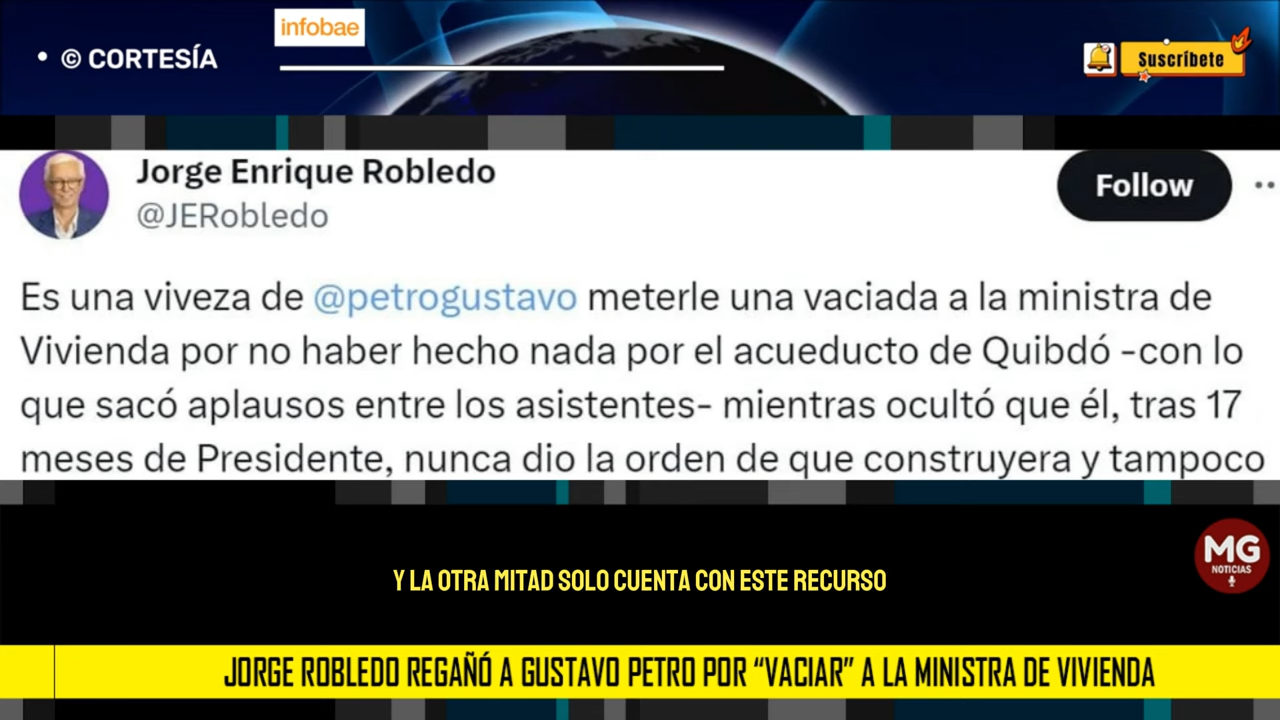 infobae
• © CORTESÍA
Suscríbete
Jorge Enrique Robledo
@JERobledo
Follow
Es una viveza de @petrogustavo meterle una vaciada a la ministra de
Vivienda por no haber hecho nada por el acueducto de Quibdó -con lo
que sacó aplausos entre los asistentes- mientras ocultó que él, tras 17
meses de Presidente, nunca dio la orden de que construyera y tampoco
MG
NOTICIAS
Y LA OTRA MITAD SOLO CUENTA CON ESTE RECURSO
JORGE ROBLEDO REGAÑÓ A GUSTAVO PETRO POR “VACIAR” A LA MINISTRA DE VIVIENDA